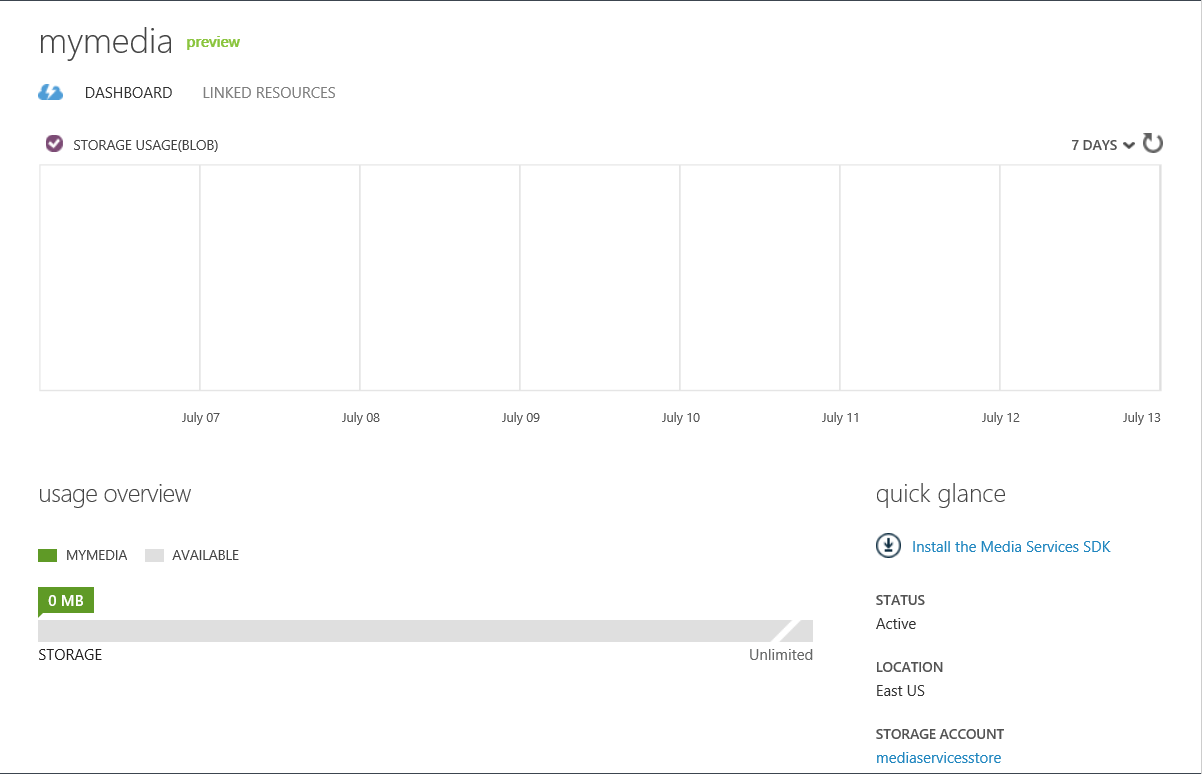 mymedia preview
DASHBOARD LINKED RESOURCES
STORAGE USAGE(BLOB) 7 DAYS
July 07 July 08 July 09 July 10 July 11 July 12 July 13
usage overview
MYMEDIA AVAILABLE
0 MB
STORAGE Unlimited
quick glance
Install the Media Services SDK
STATUS
Active
LOCATION
East US
STORAGE ACCOUNT
mediaservicesstore